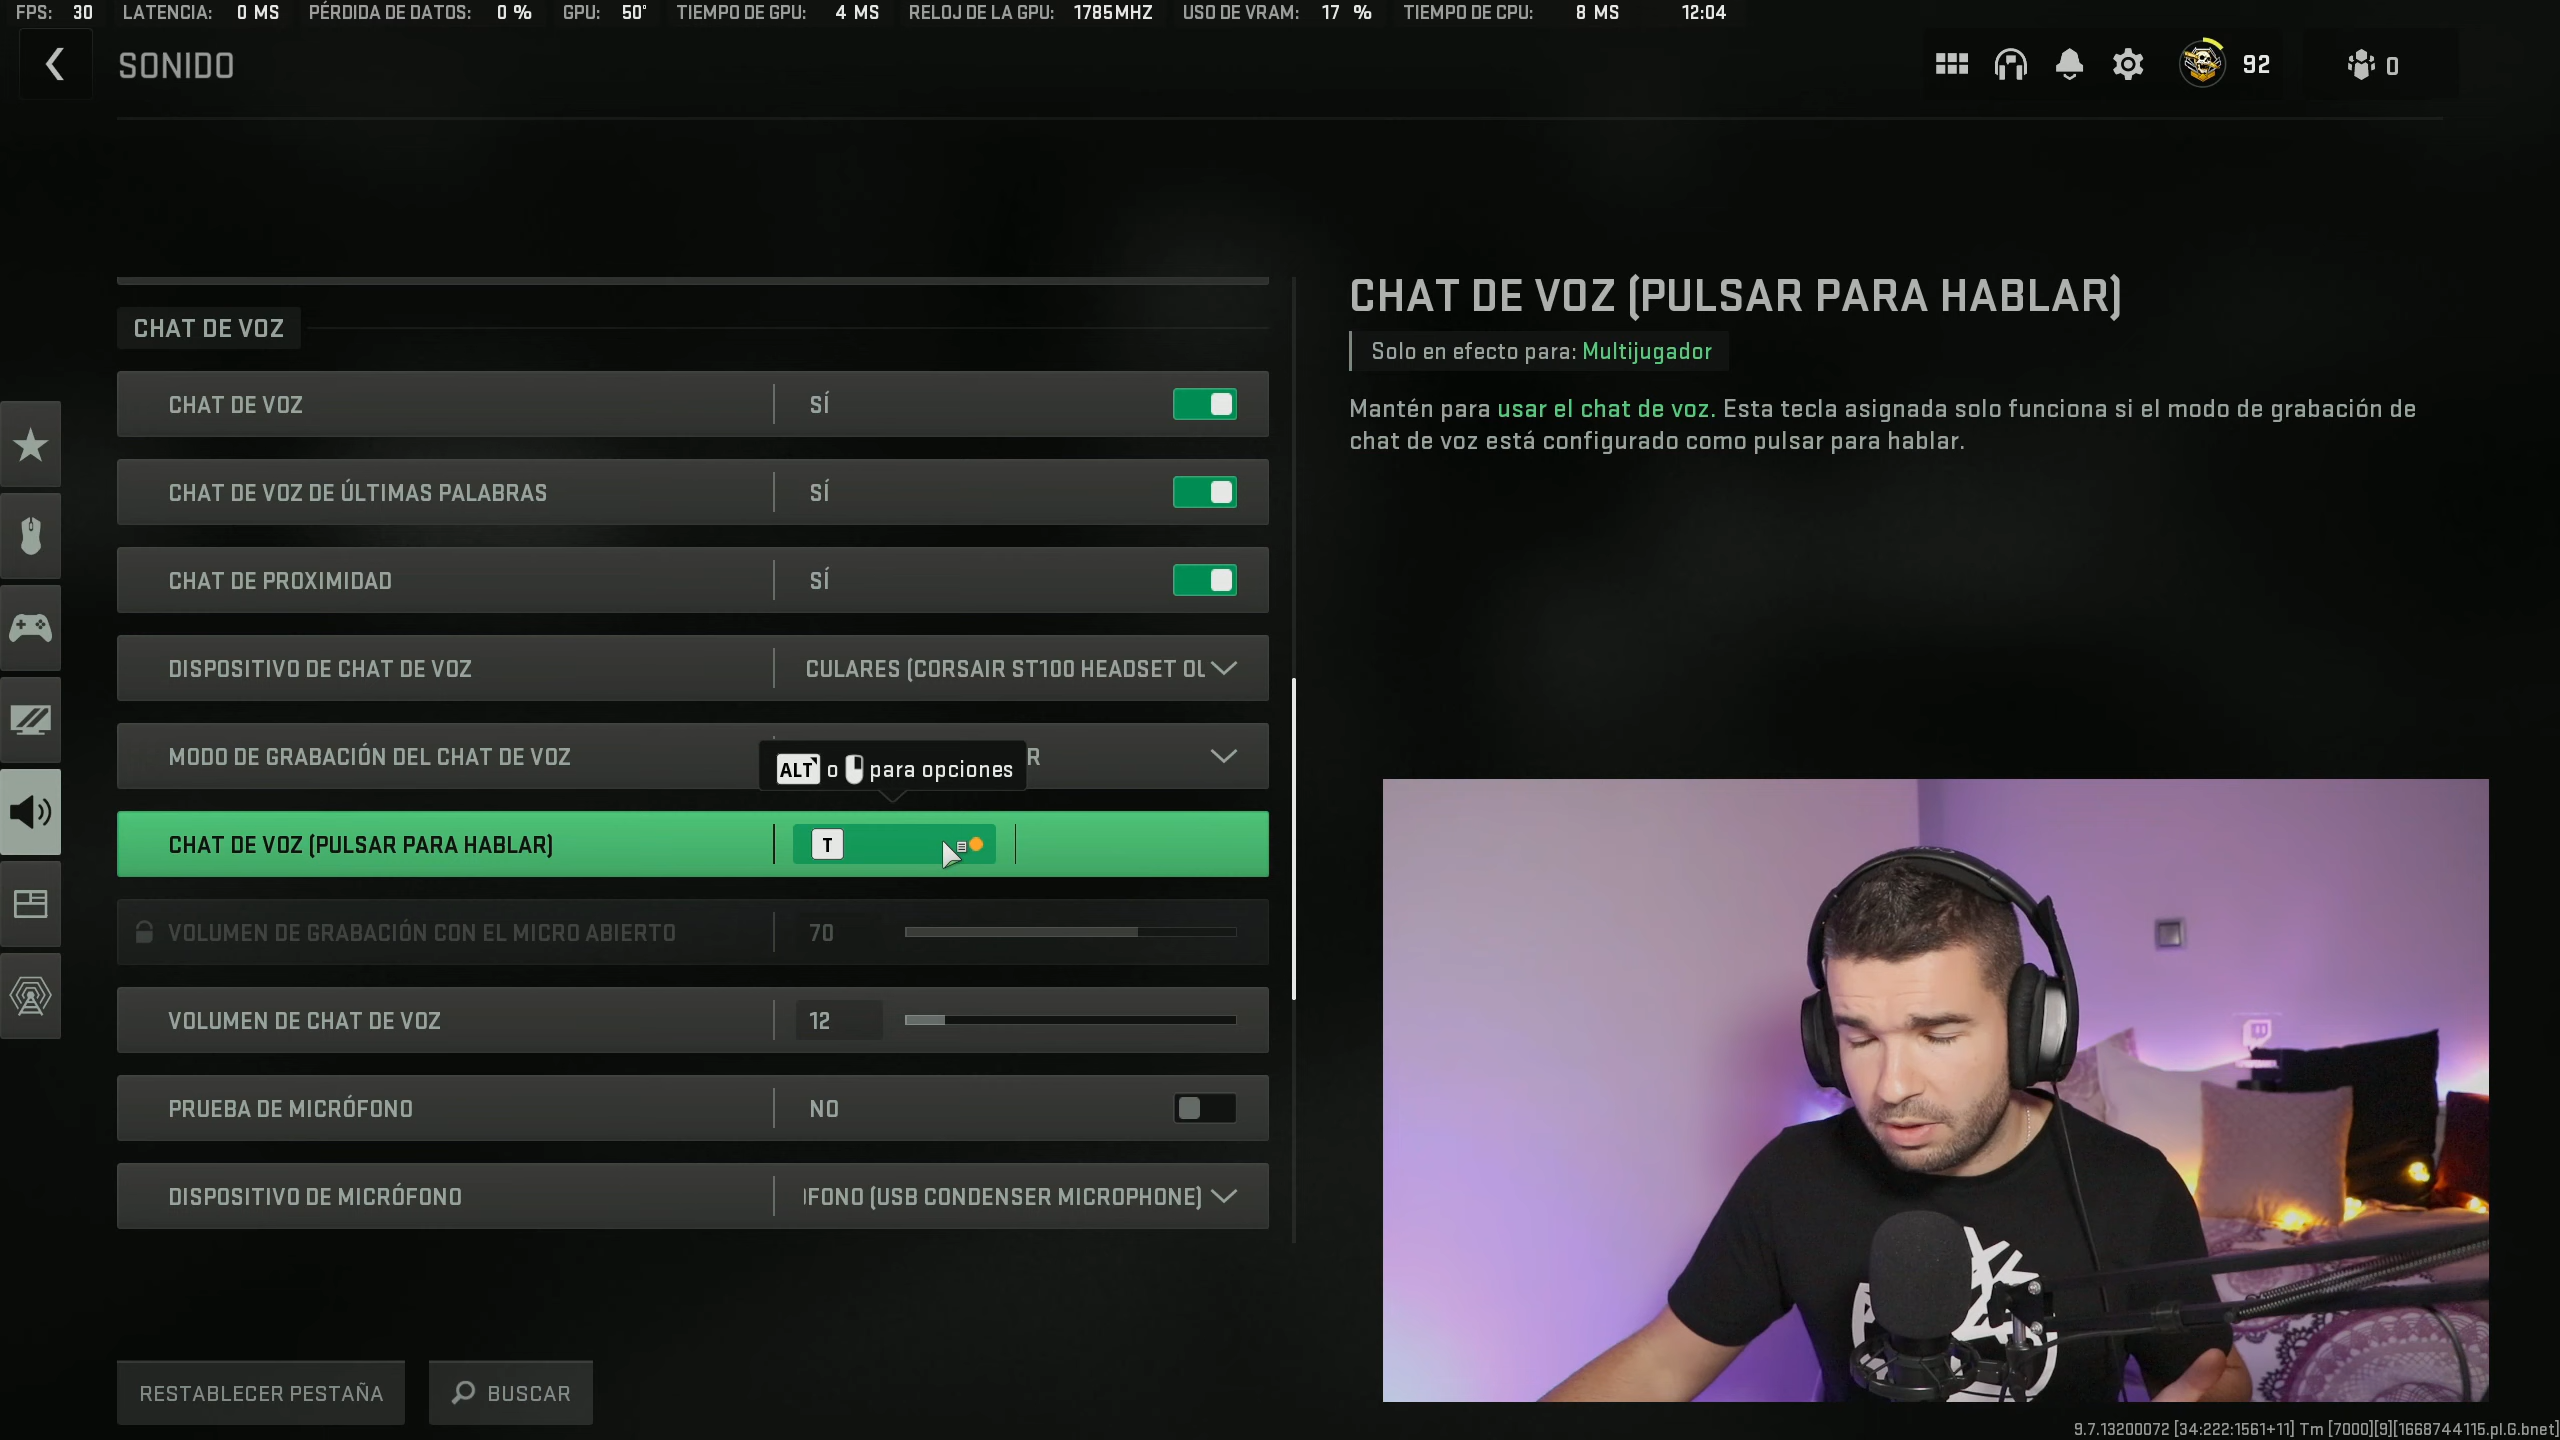 FPS: 30 LATENCIA: 0 MS PÉRDIDA DE DATOS: 0 % GPU: 50° TIEMPO DE GPU: 4 MS RELOJ DE LA GPU: 1785MHZ USO DE VRAM: 17 % TIEMPO DE CPU: 8 MS 12:04
SONIDO
92
0
CHAT DE VOZ
CHAT DE VOZ SÍ
CHAT DE VOZ DE ÚLTIMAS PALABRAS SÍ
CHAT DE PROXIMIDAD SÍ
DISPOSITIVO DE CHAT DE VOZ CULARES (CORSAIR ST100 HEADSET OU
MODO DE GRABACIÓN DEL CHAT DE VOZ R
ALT o para opciones
CHAT DE VOZ (PULSAR PARA HABLAR) T
VOLUMEN DE GRABACIÓN CON EL MICRO ABIERTO 70
VOLUMEN DE CHAT DE VOZ 12
PRUEBA DE MICRÓFONO NO
DISPOSITIVO DE MICRÓFONO FONO (USB CONDENSER MICROPHONE)
RESTABLECER PESTAÑA
BUSCAR
CHAT DE VOZ (PULSAR PARA HABLAR)
Solo en efecto para: Multijugador
Mantén para usar el chat de voz. Esta tecla asignada solo funciona si el modo de grabación de
chat de voz está configurado como pulsar para hablar.
9.7.13200072 [34:222:1561+11] Tm [7000][9][1668744115.pl.G.bnet]